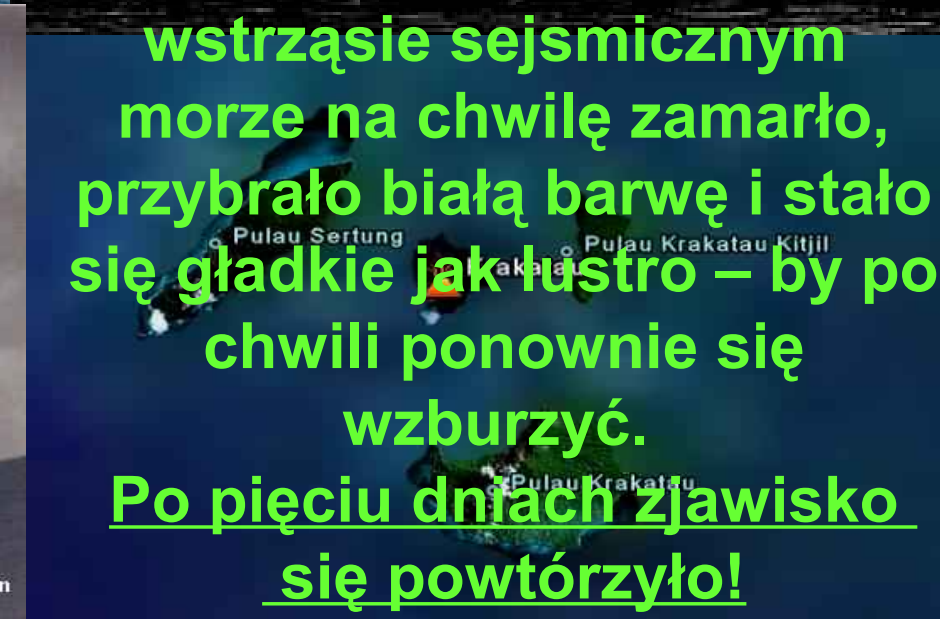 wstrząsie sejsmicznym
morze na chwilę zamarło,
przybrało białą barwę i stało
Pulau Sertung
Pulau Krakatau Kitjil
się gładkie jak lustro – by po
chwili ponownie się
wzburzyć.
Pulau Krakatau
Po pięciu dniach zjawisko
się powtórzyło!
n